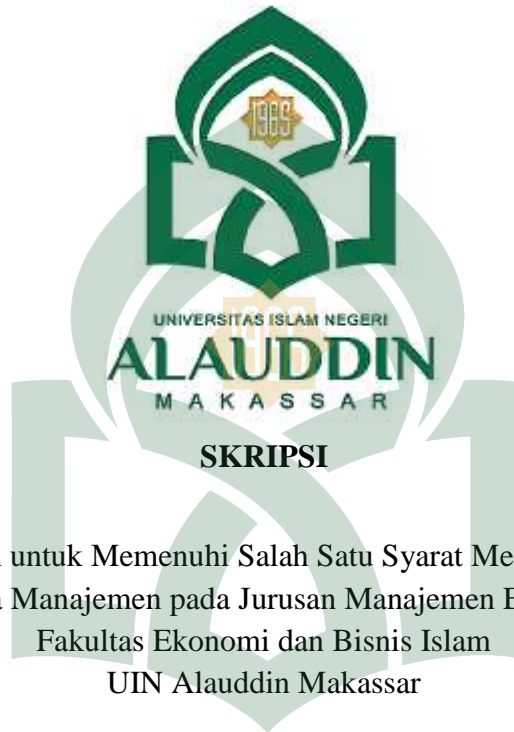 1965
UNIVERSITAS ISLAM NEGERI
ALAUDDIN
MAKASSAR
SKRIPSI
untuk Memenuhi Salah Satu Syarat Me
Manajemen pada Jurusan Manajemen
Fakultas Ekonomi dan Bisnis Islam
UIN Alauddin Makassar